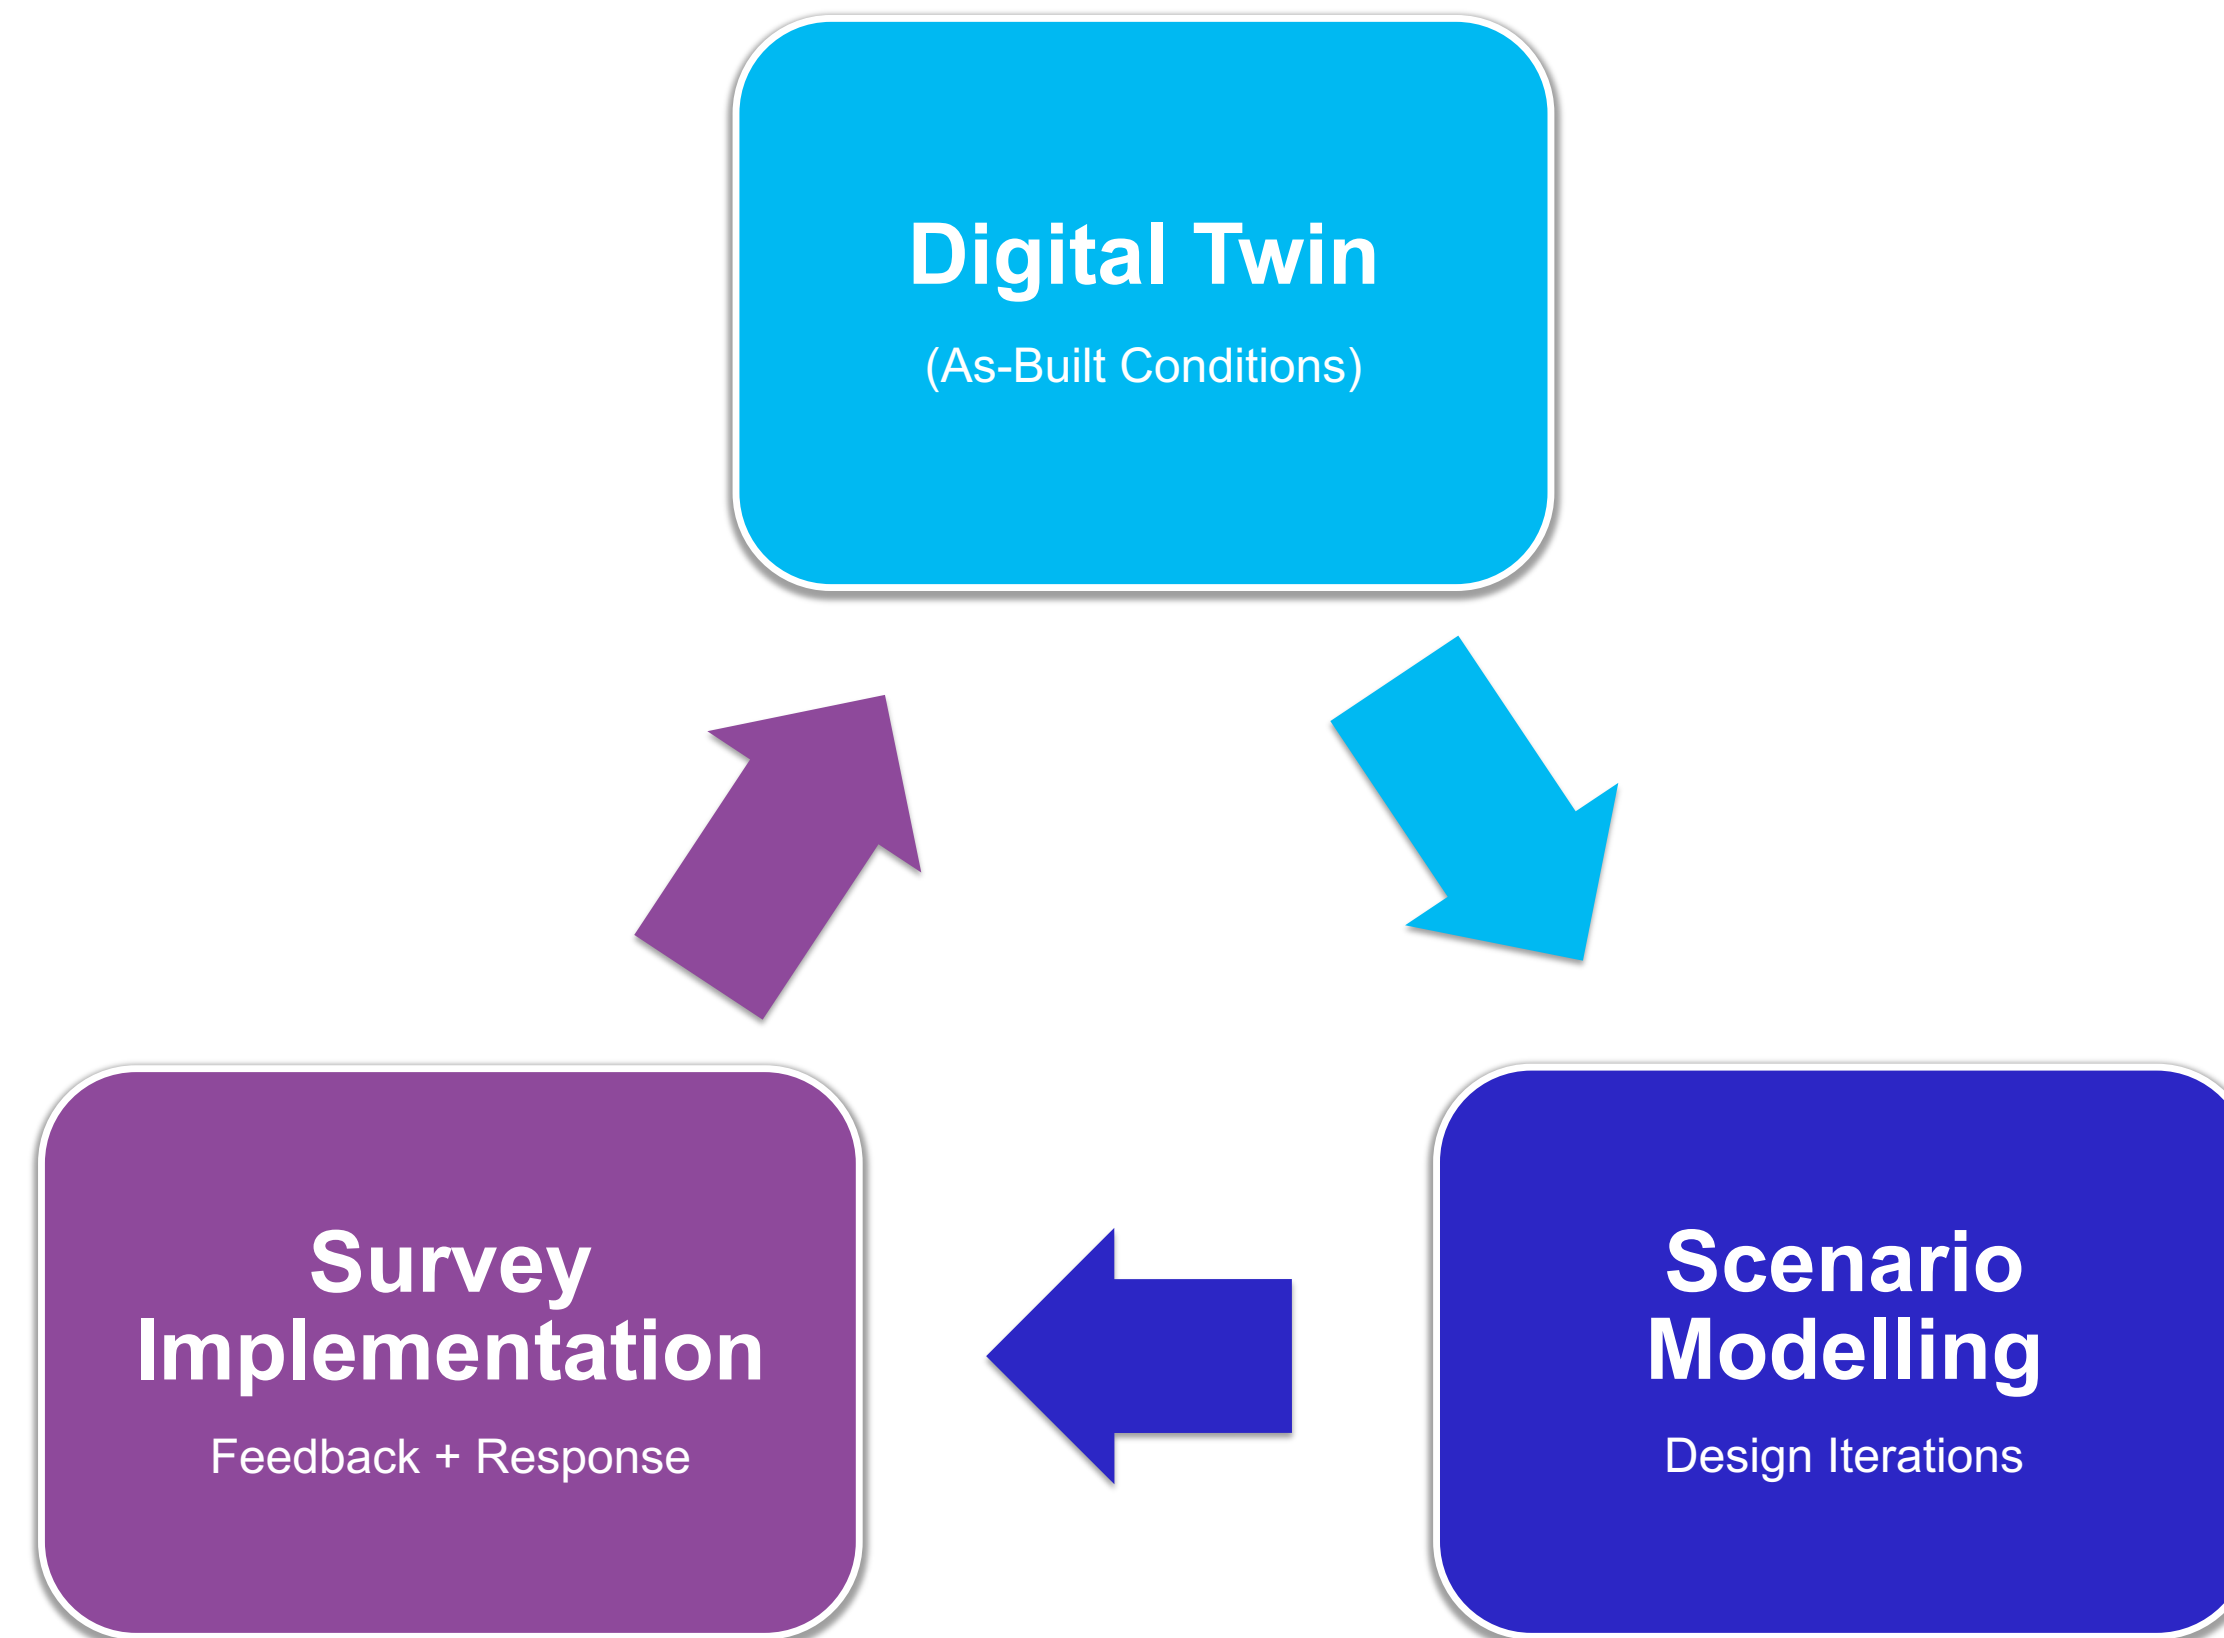 Digital Twin
(As-Built Conditions)
Survey
Implementation
Feedback + Response
Scenario
Modelling
Design Iterations